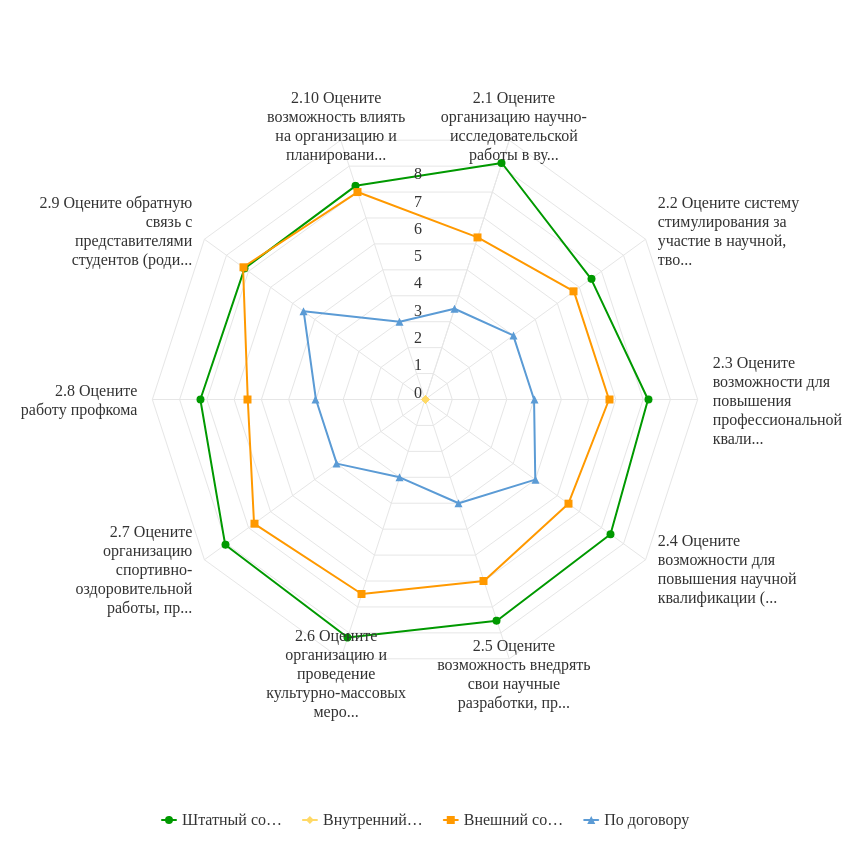 2.10 Оцените
возможность влиять
на организацию и
планировани...
2.1 Оцените
организацию научно-
исследовательской
работы в ву...
2.9 Оцените обратную
связь с
представителями
студентов (роди...
2.2 Оцените систему
стимулирования за
участие в научной,
тво...
8
7
6
5
4
3
2
1
0
2.8 Оцените
работу профкома
2.3 Оцените
возможности для
повышения
профессиональной
квали...
2.7 Оцените
организацию
спортивно-
оздоровительной
работы, пр...
2.4 Оцените
возможности для
повышения научной
квалификации (...
2.6 Оцените
организацию и
проведение
культурно-массовых
меро...
2.5 Оцените
возможность внедрять
свои научные
разработки, пр...
Штатный со… Внутренний… Внешний со… По договору